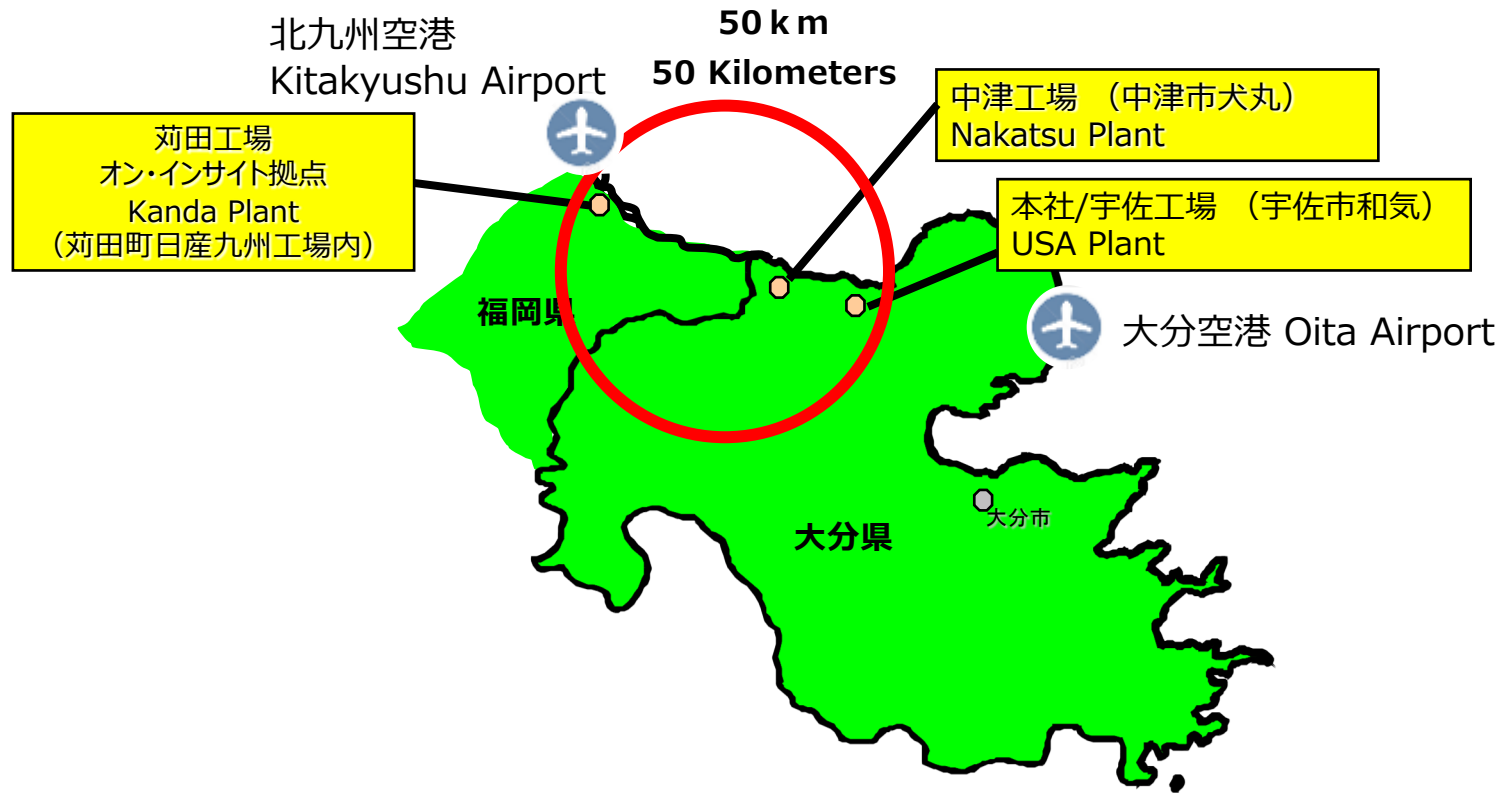 北九州空港
Kitakyushu Airport
50ｋｍ
50 Kilometers
苅田工場
オン・インサイト拠点
Kanda Plant
（苅田町日産九州工場内）
中津工場 （中津市犬丸）
Nakatsu Plant
本社/宇佐工場 （宇佐市和気）
USA Plant
福岡県
大分空港 Oita Airport
大分市
大分県